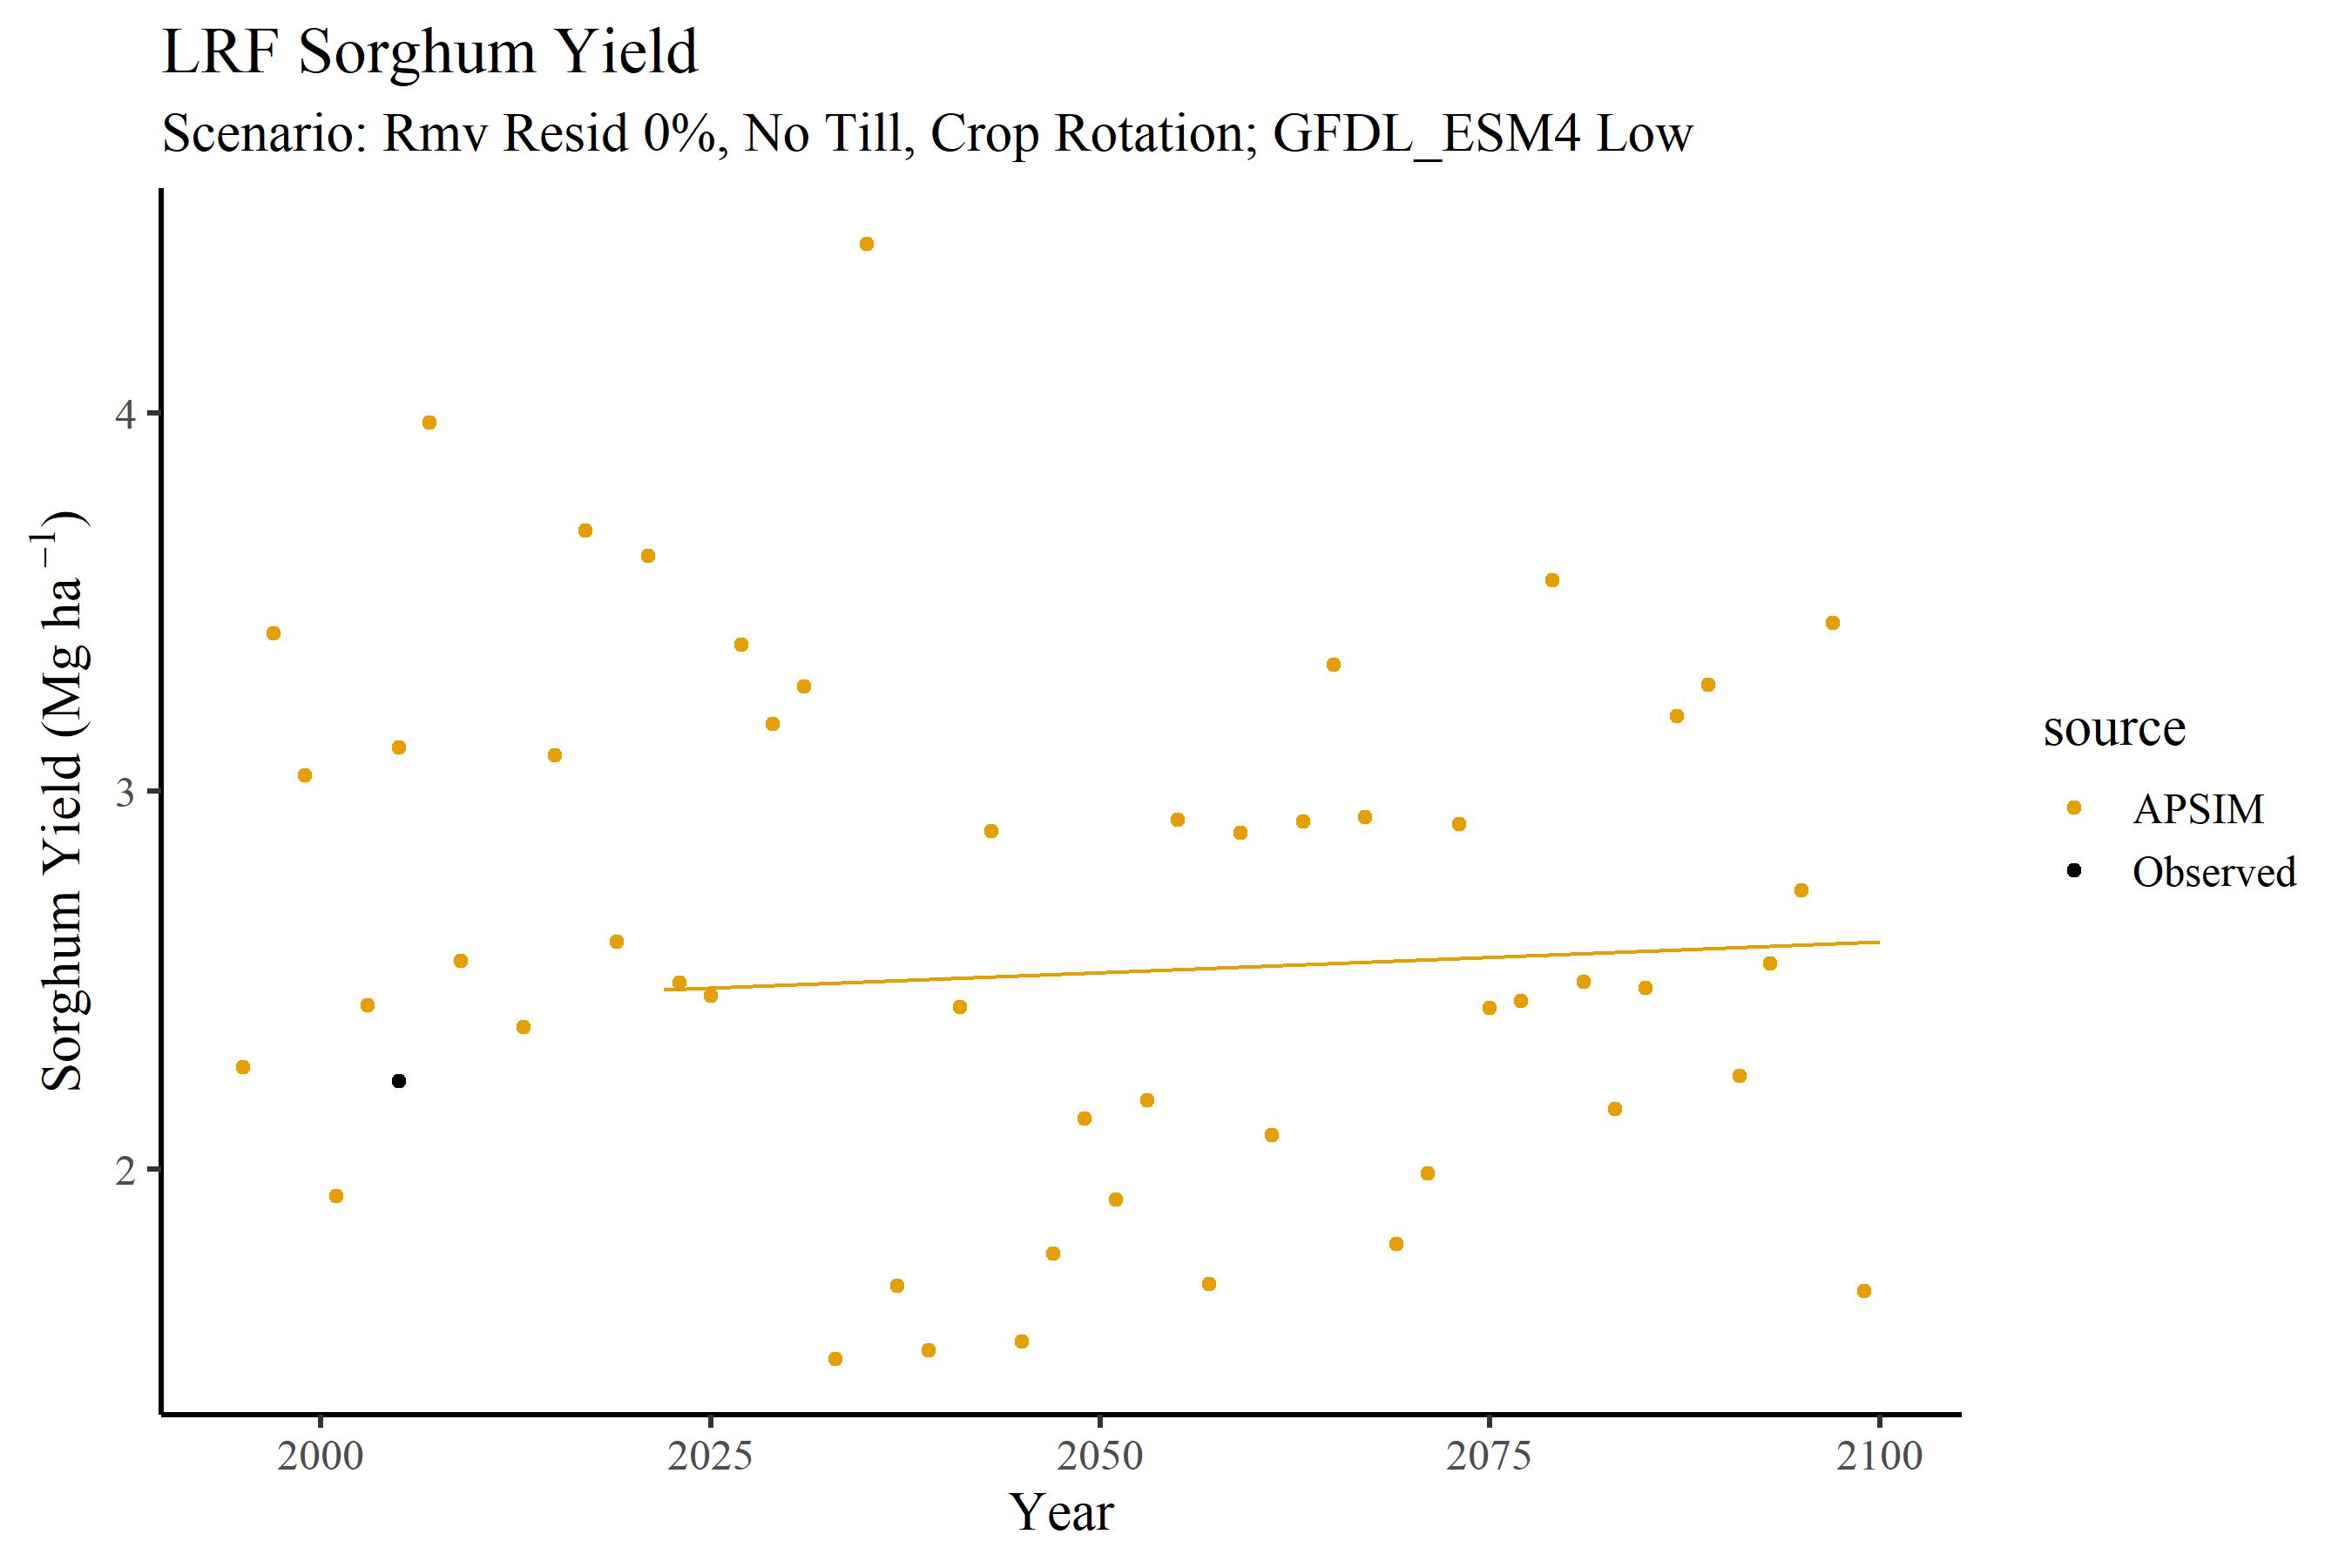 LRF Sorghum Yield
Scenario: Rmv Resid 0%, No Till, Crop Rotation; GFDL_ESM4 Low
Sorghum Yield (Mg ha⁻¹)
4
3
2
2000 2025 2050 2075 2100
Year
source
APSIM
Observed